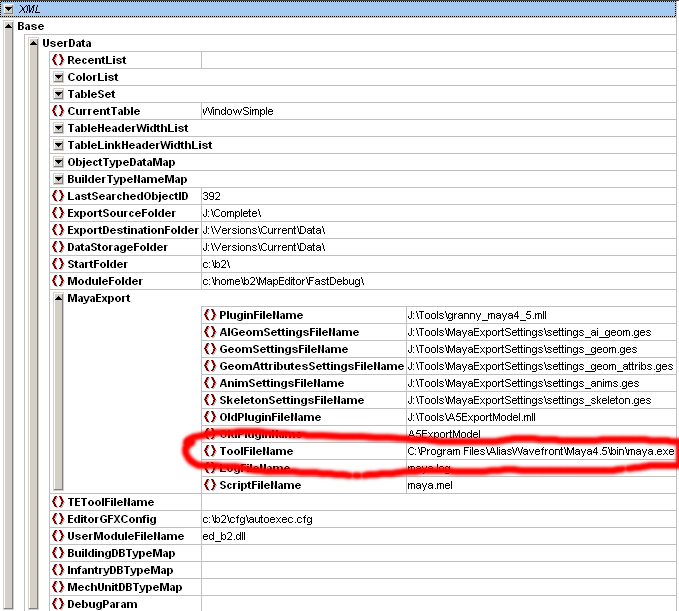 XML
Base
UserData
RecentList
ColorList
TableSet
CurrentTable WindowSimple
TableHeaderWidthList
TableLinkHeaderWidthList
ObjectTypeDataMap
BuilderTypeNameMap
LastSearchedObjectID 392
ExportSourceFolder J:\Complete\
ExportDestinationFolder J:\Versions\Current\Data\
DataStorageFolder J:\Versions\Current\Data\
StartFolder c:\b2\
ModuleFolder c:\home\b2\MapEditor\FastDebug\
MayaExport
PluginFileName J:\Tools\granny_maya4_5.mll
AIGeomSettingsFileName J:\Tools\MayaExportSettings\settings_ai_geom.ges
GeomSettingsFileName J:\Tools\MayaExportSettings\settings_geom.ges
GeomAttributesSettingsFileName J:\Tools\MayaExportSettings\settings_geom_attribs.ges
AnimSettingsFileName J:\Tools\MayaExportSettings\settings_anims.ges
SkeletonSettingsFileName J:\Tools\MayaExportSettings\settings_skeleton.ges
OldPluginFileName J:\Tools\A5ExportModel.mll
OldPluginName A5ExportModel
ToolFileName C:\Program Files\AliasWavefront\Maya4.5\bin\maya.exe
LogFileName maya.log
ScriptFileName maya.mel
TEToolFileName
EditorGFXConfig c:\b2\cfg\autoexec.cfg
UserModuleFileName ed_b2.dll
BuildingDBTypeMap
InfantryDBTypeMap
MechUnitDBTypeMap
DebugParam